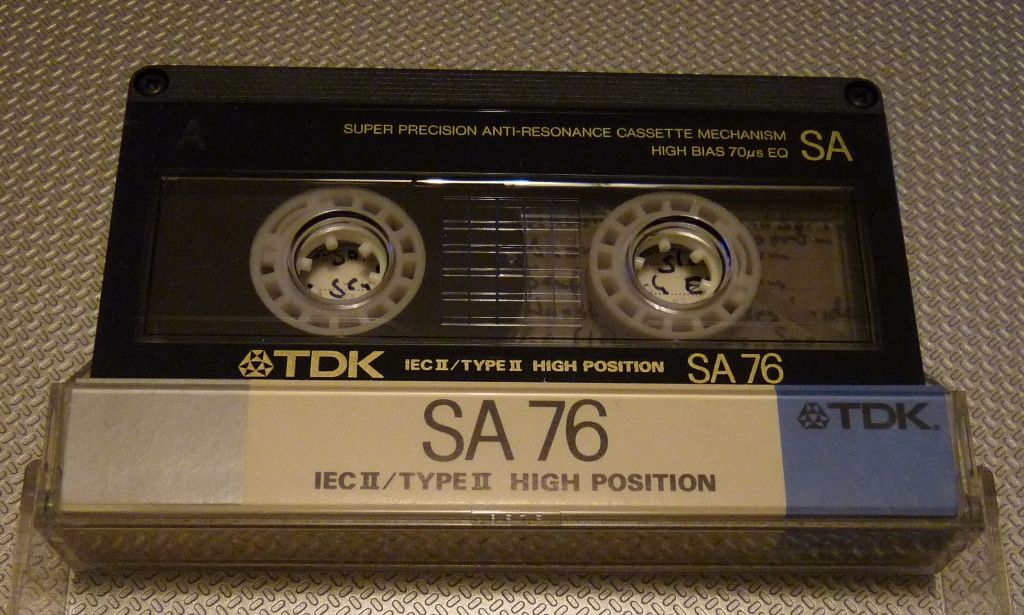 A
SUPER PRECISION ANTI-RESONANCE CASSETTE MECHANISM SA
HIGH BIAS 70µs EQ
TDK IEC II/TYPE II HIGH POSITION SA 76
SA 76
TDK®
IEC II/TYPE II HIGH POSITION